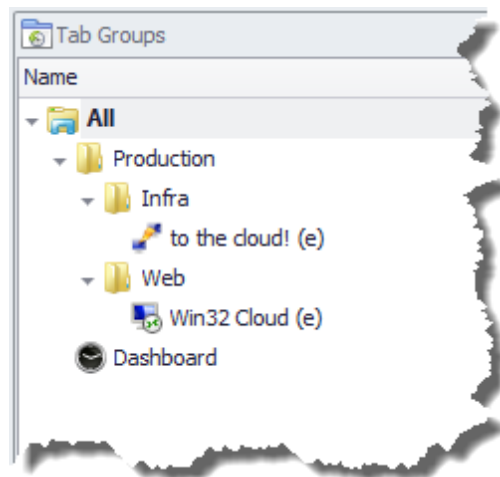 Tab Groups
Name
All
Production
Infra
to the cloud! (e)
Web
Win32 Cloud (e)
Dashboard